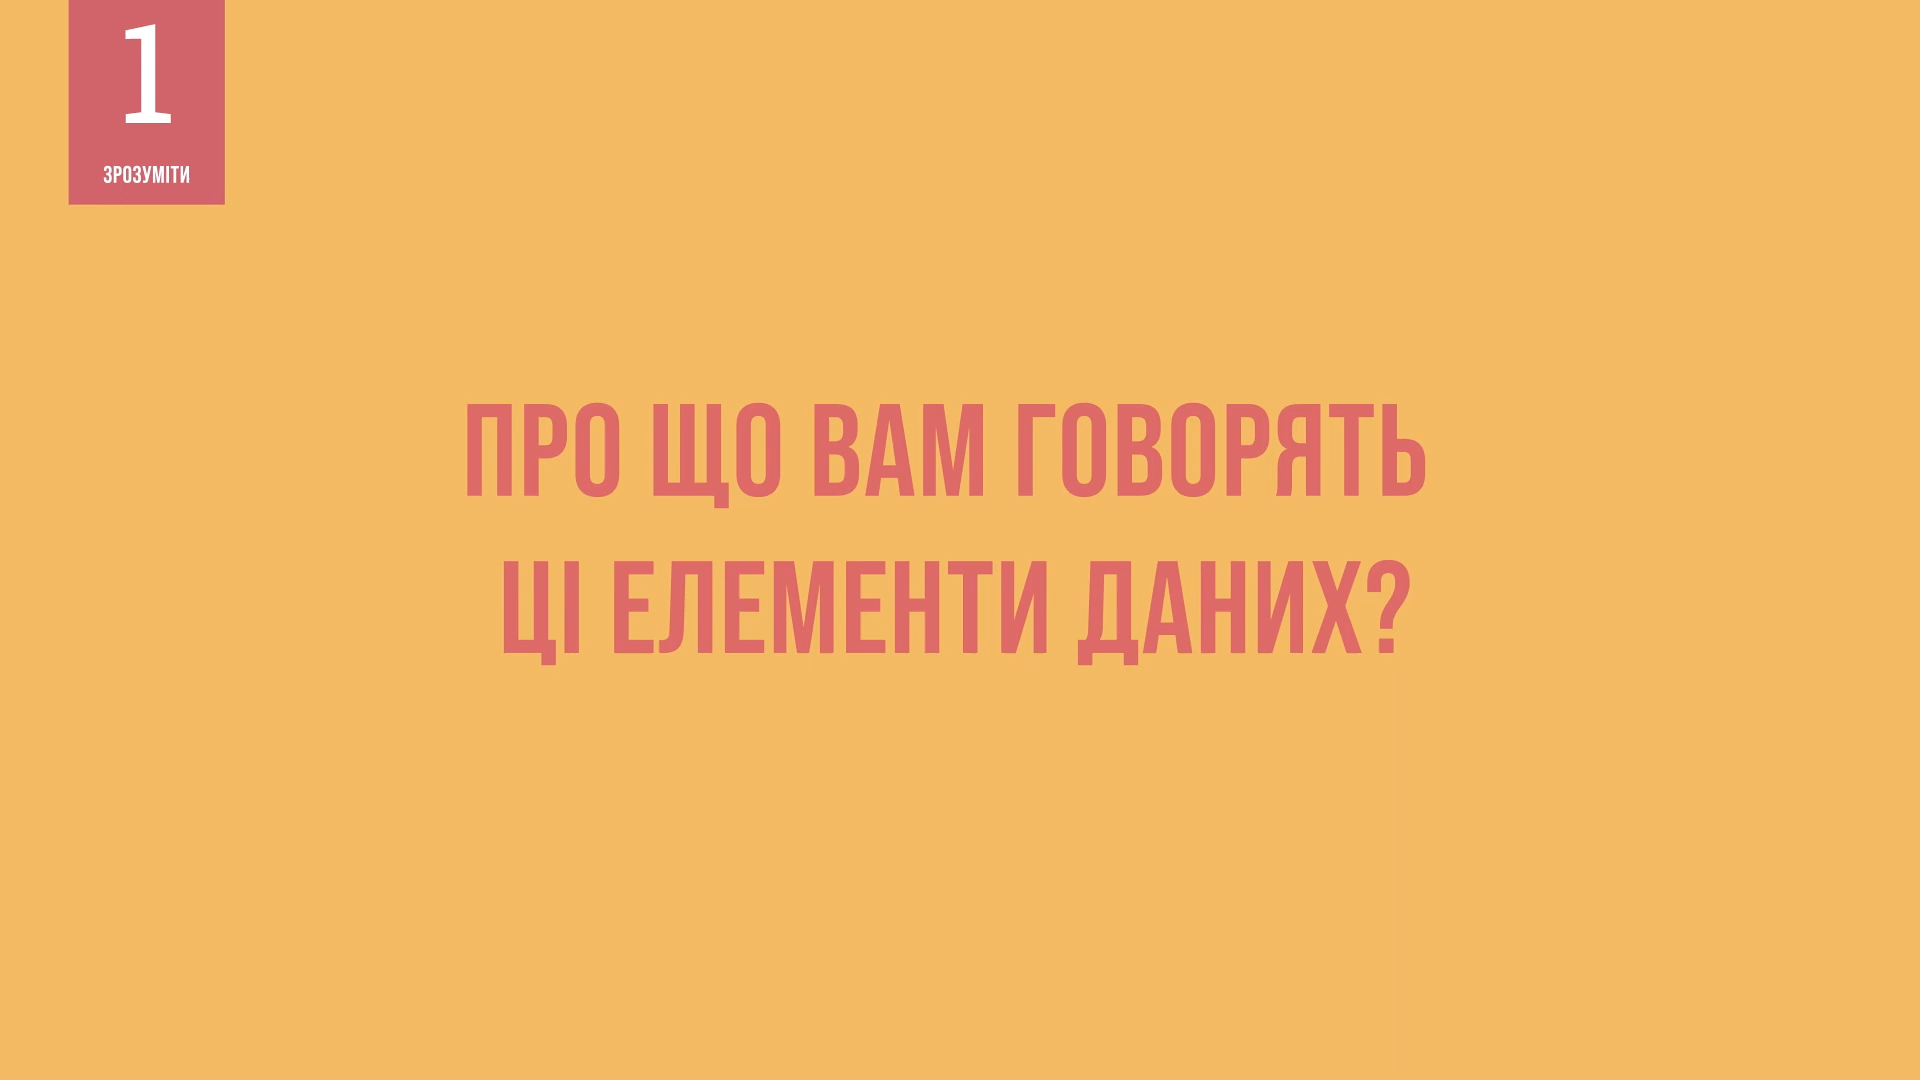 1
ЗРОЗУМІТИ
ПРО ЩО ВАМ ГОВОРЯТЬ
ЦІ ЕЛЕМЕНТИ ДАНИХ?